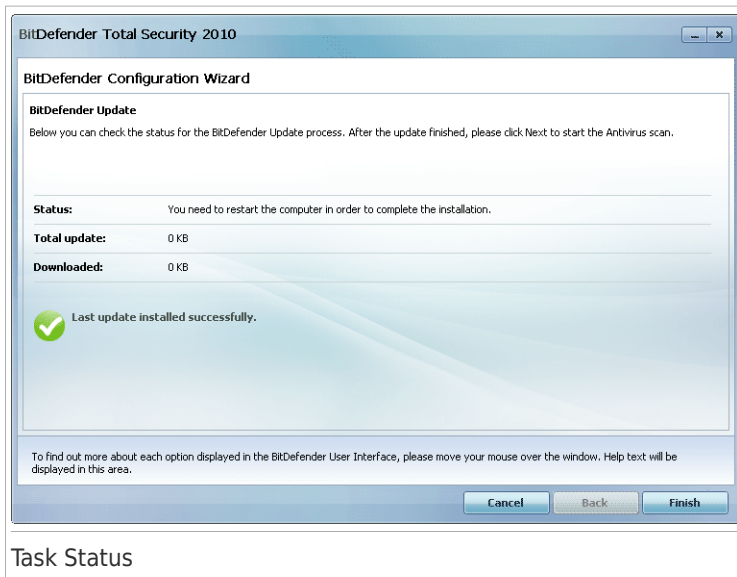 BitDefender Total Security 2010
BitDefender Configuration Wizard
BitDefender Update
Below you can check the status for the BitDefender Update process. After the update finished, please click Next to start the Antivirus scan.
Status: You need to restart the computer in order to complete the installation.
Total update: 0 KB
Downloaded: 0 KB
Last update installed successfully.
To find out more about each option displayed in the BitDefender User Interface, please move your mouse over the window. Help text will be
displayed in this area.
Cancel Back Finish
Task Status